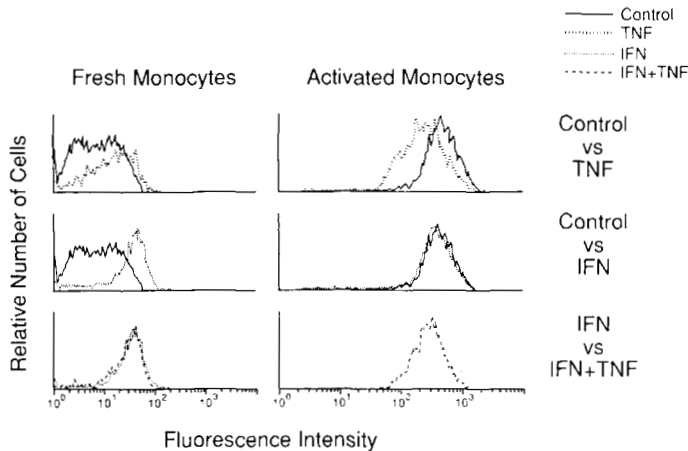 Control
TNF
IFN
IFN+TNF
Fresh Monocytes
Activated Monocytes
Control
vs
TNF
Control
vs
IFN
IFN
vs
IFN+TNF
Relative Number of Cells
10⁰ 10¹ 10² 10³
10⁰ 10¹ 10² 10³
Fluorescence Intensity